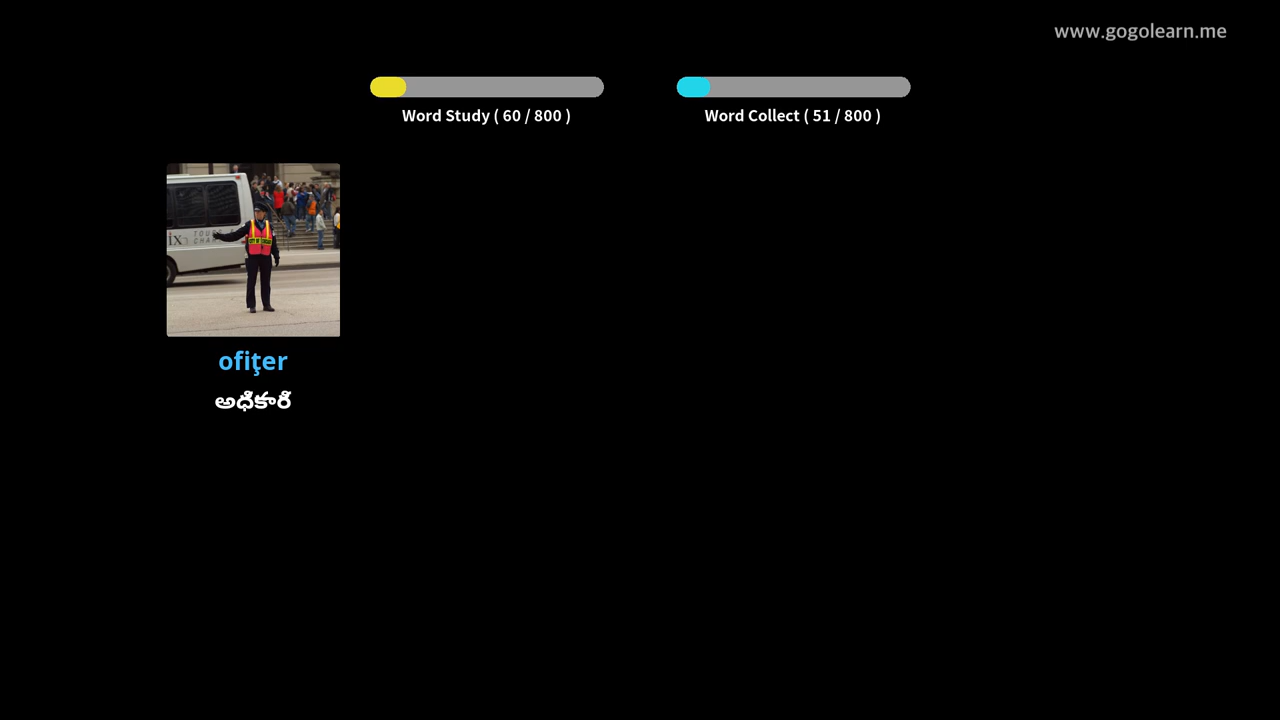 www.gogolearn.me
Word Study ( 60 / 800 )
Word Collect ( 51 / 800 )
ofiţer
అధికారి